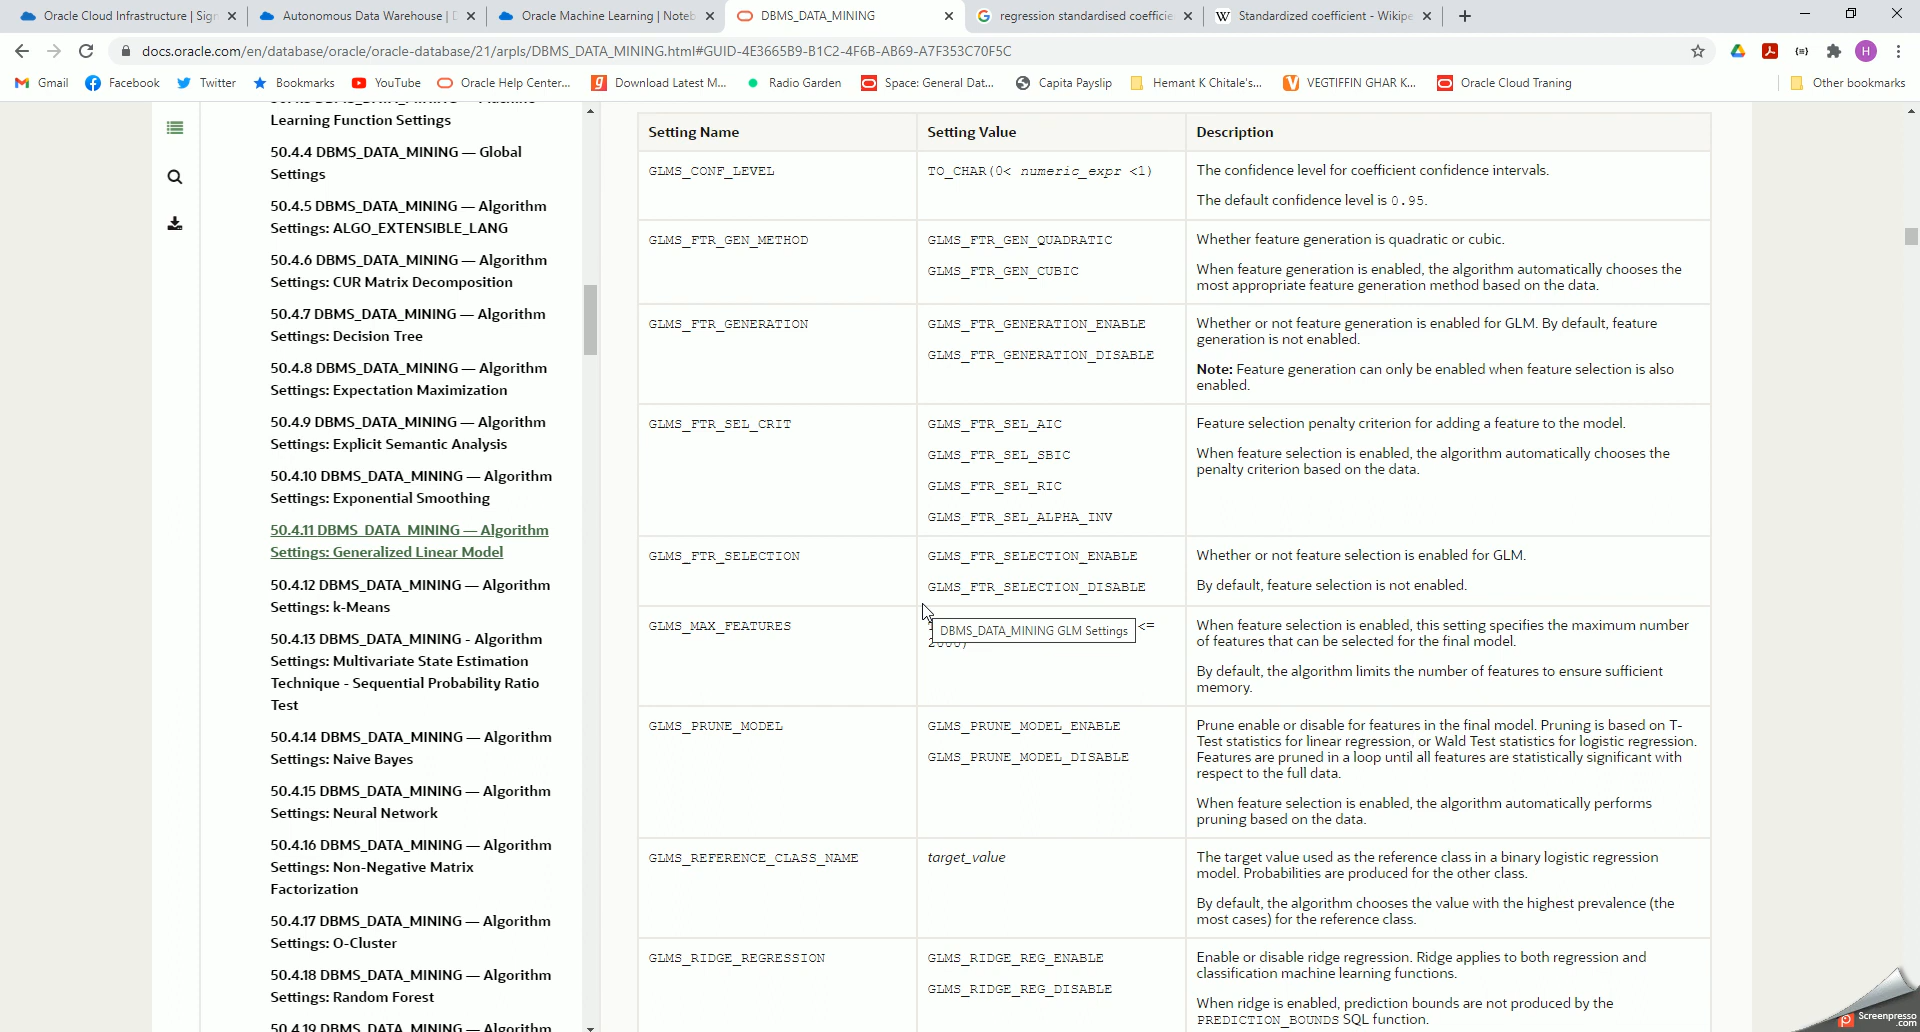 Oracle Cloud Infrastructure | Sign
Autonomous Data Warehouse | D
Oracle Machine Learning | Noteb
DBMS_DATA_MINING
regression standardised coefficie
Standardized coefficient - Wikipe
docs.oracle.com/en/database/oracle/oracle-database/21/arpls/DBMS_DATA_MINING.html#GUID-4E3665B9-B1C2-4F6B-AB69-A7F353C70F5C
H
Gmail
Facebook
Twitter
Bookmarks
YouTube
Oracle Help Center...
Download Latest M...
Radio Garden
Space: General Dat...
Capita Payslip
Hemant K Chitale's...
VEGTIFFIN GHAR K...
Oracle Cloud Traning
Other bookmarks
Learning Function Settings
50.4.4 DBMS_DATA_MINING — Global
Settings
50.4.5 DBMS_DATA_MINING — Algorithm
Settings: ALGO_EXTENSIBLE_LANG
50.4.6 DBMS_DATA_MINING — Algorithm
Settings: CUR Matrix Decomposition
50.4.7 DBMS_DATA_MINING — Algorithm
Settings: Decision Tree
50.4.8 DBMS_DATA_MINING — Algorithm
Settings: Expectation Maximization
50.4.9 DBMS_DATA_MINING — Algorithm
Settings: Explicit Semantic Analysis
50.4.10 DBMS_DATA_MINING — Algorithm
Settings: Exponential Smoothing
50.4.11 DBMS_DATA_MINING — Algorithm
Settings: Generalized Linear Model
50.4.12 DBMS_DATA_MINING — Algorithm
Settings: k-Means
50.4.13 DBMS_DATA_MINING - Algorithm
Settings: Multivariate State Estimation
Technique - Sequential Probability Ratio
Test
50.4.14 DBMS_DATA_MINING — Algorithm
Settings: Naive Bayes
50.4.15 DBMS_DATA_MINING — Algorithm
Settings: Neural Network
50.4.16 DBMS_DATA_MINING — Algorithm
Settings: Non-Negative Matrix
Factorization
50.4.17 DBMS_DATA_MINING — Algorithm
Settings: O-Cluster
50.4.18 DBMS_DATA_MINING — Algorithm
Settings: Random Forest
50.4.19 DBMS_DATA_MINING — Algorithm
Setting Name
Setting Value
Description
GLMS_CONF_LEVEL
TO_CHAR(0< numeric_expr <1)
The confidence level for coefficient confidence intervals.
The default confidence level is 0.95.
GLMS_FTR_GEN_METHOD
GLMS_FTR_GEN_QUADRATIC
GLMS_FTR_GEN_CUBIC
Whether feature generation is quadratic or cubic.
When feature generation is enabled, the algorithm automatically chooses the
most appropriate feature generation method based on the data.
GLMS_FTR_GENERATION
GLMS_FTR_GENERATION_ENABLE
GLMS_FTR_GENERATION_DISABLE
Whether or not feature generation is enabled for GLM. By default, feature
generation is not enabled.
Note: Feature generation can only be enabled when feature selection is also
enabled.
GLMS_FTR_SEL_CRIT
GLMS_FTR_SEL_AIC
GLMS_FTR_SEL_SBIC
GLMS_FTR_SEL_RIC
GLMS_FTR_SEL_ALPHA_INV
Feature selection penalty criterion for adding a feature to the model.
When feature selection is enabled, the algorithm automatically chooses the
penalty criterion based on the data.
GLMS_FTR_SELECTION
GLMS_FTR_SELECTION_ENABLE
GLMS_FTR_SELECTION_DISABLE
Whether or not feature selection is enabled for GLM.
By default, feature selection is not enabled.
GLMS_MAX_FEATURES
<=
DBMS_DATA_MINING GLM Settings
When feature selection is enabled, this setting specifies the maximum number
of features that can be selected for the final model.
By default, the algorithm limits the number of features to ensure sufficient
memory.
GLMS_PRUNE_MODEL
GLMS_PRUNE_MODEL_ENABLE
GLMS_PRUNE_MODEL_DISABLE
Prune enable or disable for features in the final model. Pruning is based on T-
Test statistics for linear regression, or Wald Test statistics for logistic regression.
Features are pruned in a loop until all features are statistically significant with
respect to the full data.
When feature selection is enabled, the algorithm automatically performs
pruning based on the data.
GLMS_REFERENCE_CLASS_NAME
target_value
The target value used as the reference class in a binary logistic regression
model. Probabilities are produced for the other class.
By default, the algorithm chooses the value with the highest prevalence (the
most cases) for the reference class.
GLMS_RIDGE_REGRESSION
GLMS_RIDGE_REG_ENABLE
GLMS_RIDGE_REG_DISABLE
Enable or disable ridge regression. Ridge applies to both regression and
classification machine learning functions.
When ridge is enabled, prediction bounds are not produced by the
PREDICTION_BOUNDS SQL function.
Screenpresso
.com